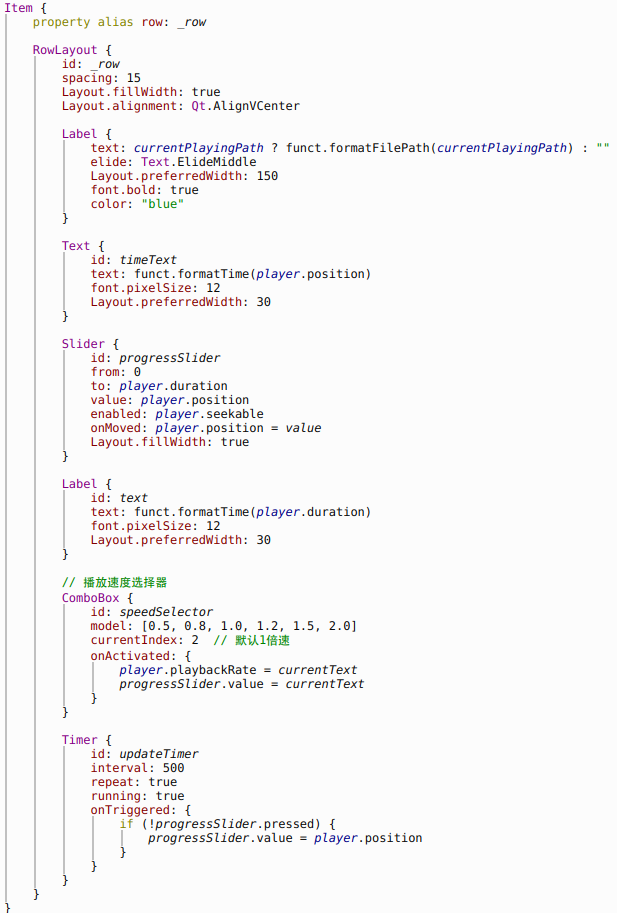 Item {
    property alias row: _row

    RowLayout {
        id: _row
        spacing: 15
        Layout.fillWidth: true
        Layout.alignment: Qt.AlignVCenter

        Label {
            text: currentPlayingPath ? funct.formatFilePath(currentPlayingPath) : ""
            elide: Text.ElideMiddle
            Layout.preferredWidth: 150
            font.bold: true
            color: "blue"
        }

        Text {
            id: timeText
            text: funct.formatTime(player.position)
            font.pixelSize: 12
            Layout.preferredWidth: 30
        }

        Slider {
            id: progressSlider
            from: 0
            to: player.duration
            value: player.position
            enabled: player.seekable
            onMoved: player.position = value
            Layout.fillWidth: true
        }

        Label {
            id: text
            text: funct.formatTime(player.duration)
            font.pixelSize: 12
            Layout.preferredWidth: 30
        }

        // 播放速度选择器
        ComboBox {
            id: speedSelector
            model: [0.5, 0.8, 1.0, 1.2, 1.5, 2.0]
            currentIndex: 2  // 默认1倍速
            onActivated: {
                player.playbackRate = currentText
                progressSlider.value = currentText
            }
        }

        Timer {
            id: updateTimer
            interval: 500
            repeat: true
            running: true
            onTriggered: {
                if (!progressSlider.pressed) {
                    progressSlider.value = player.position
                }
            }
        }
    }
}